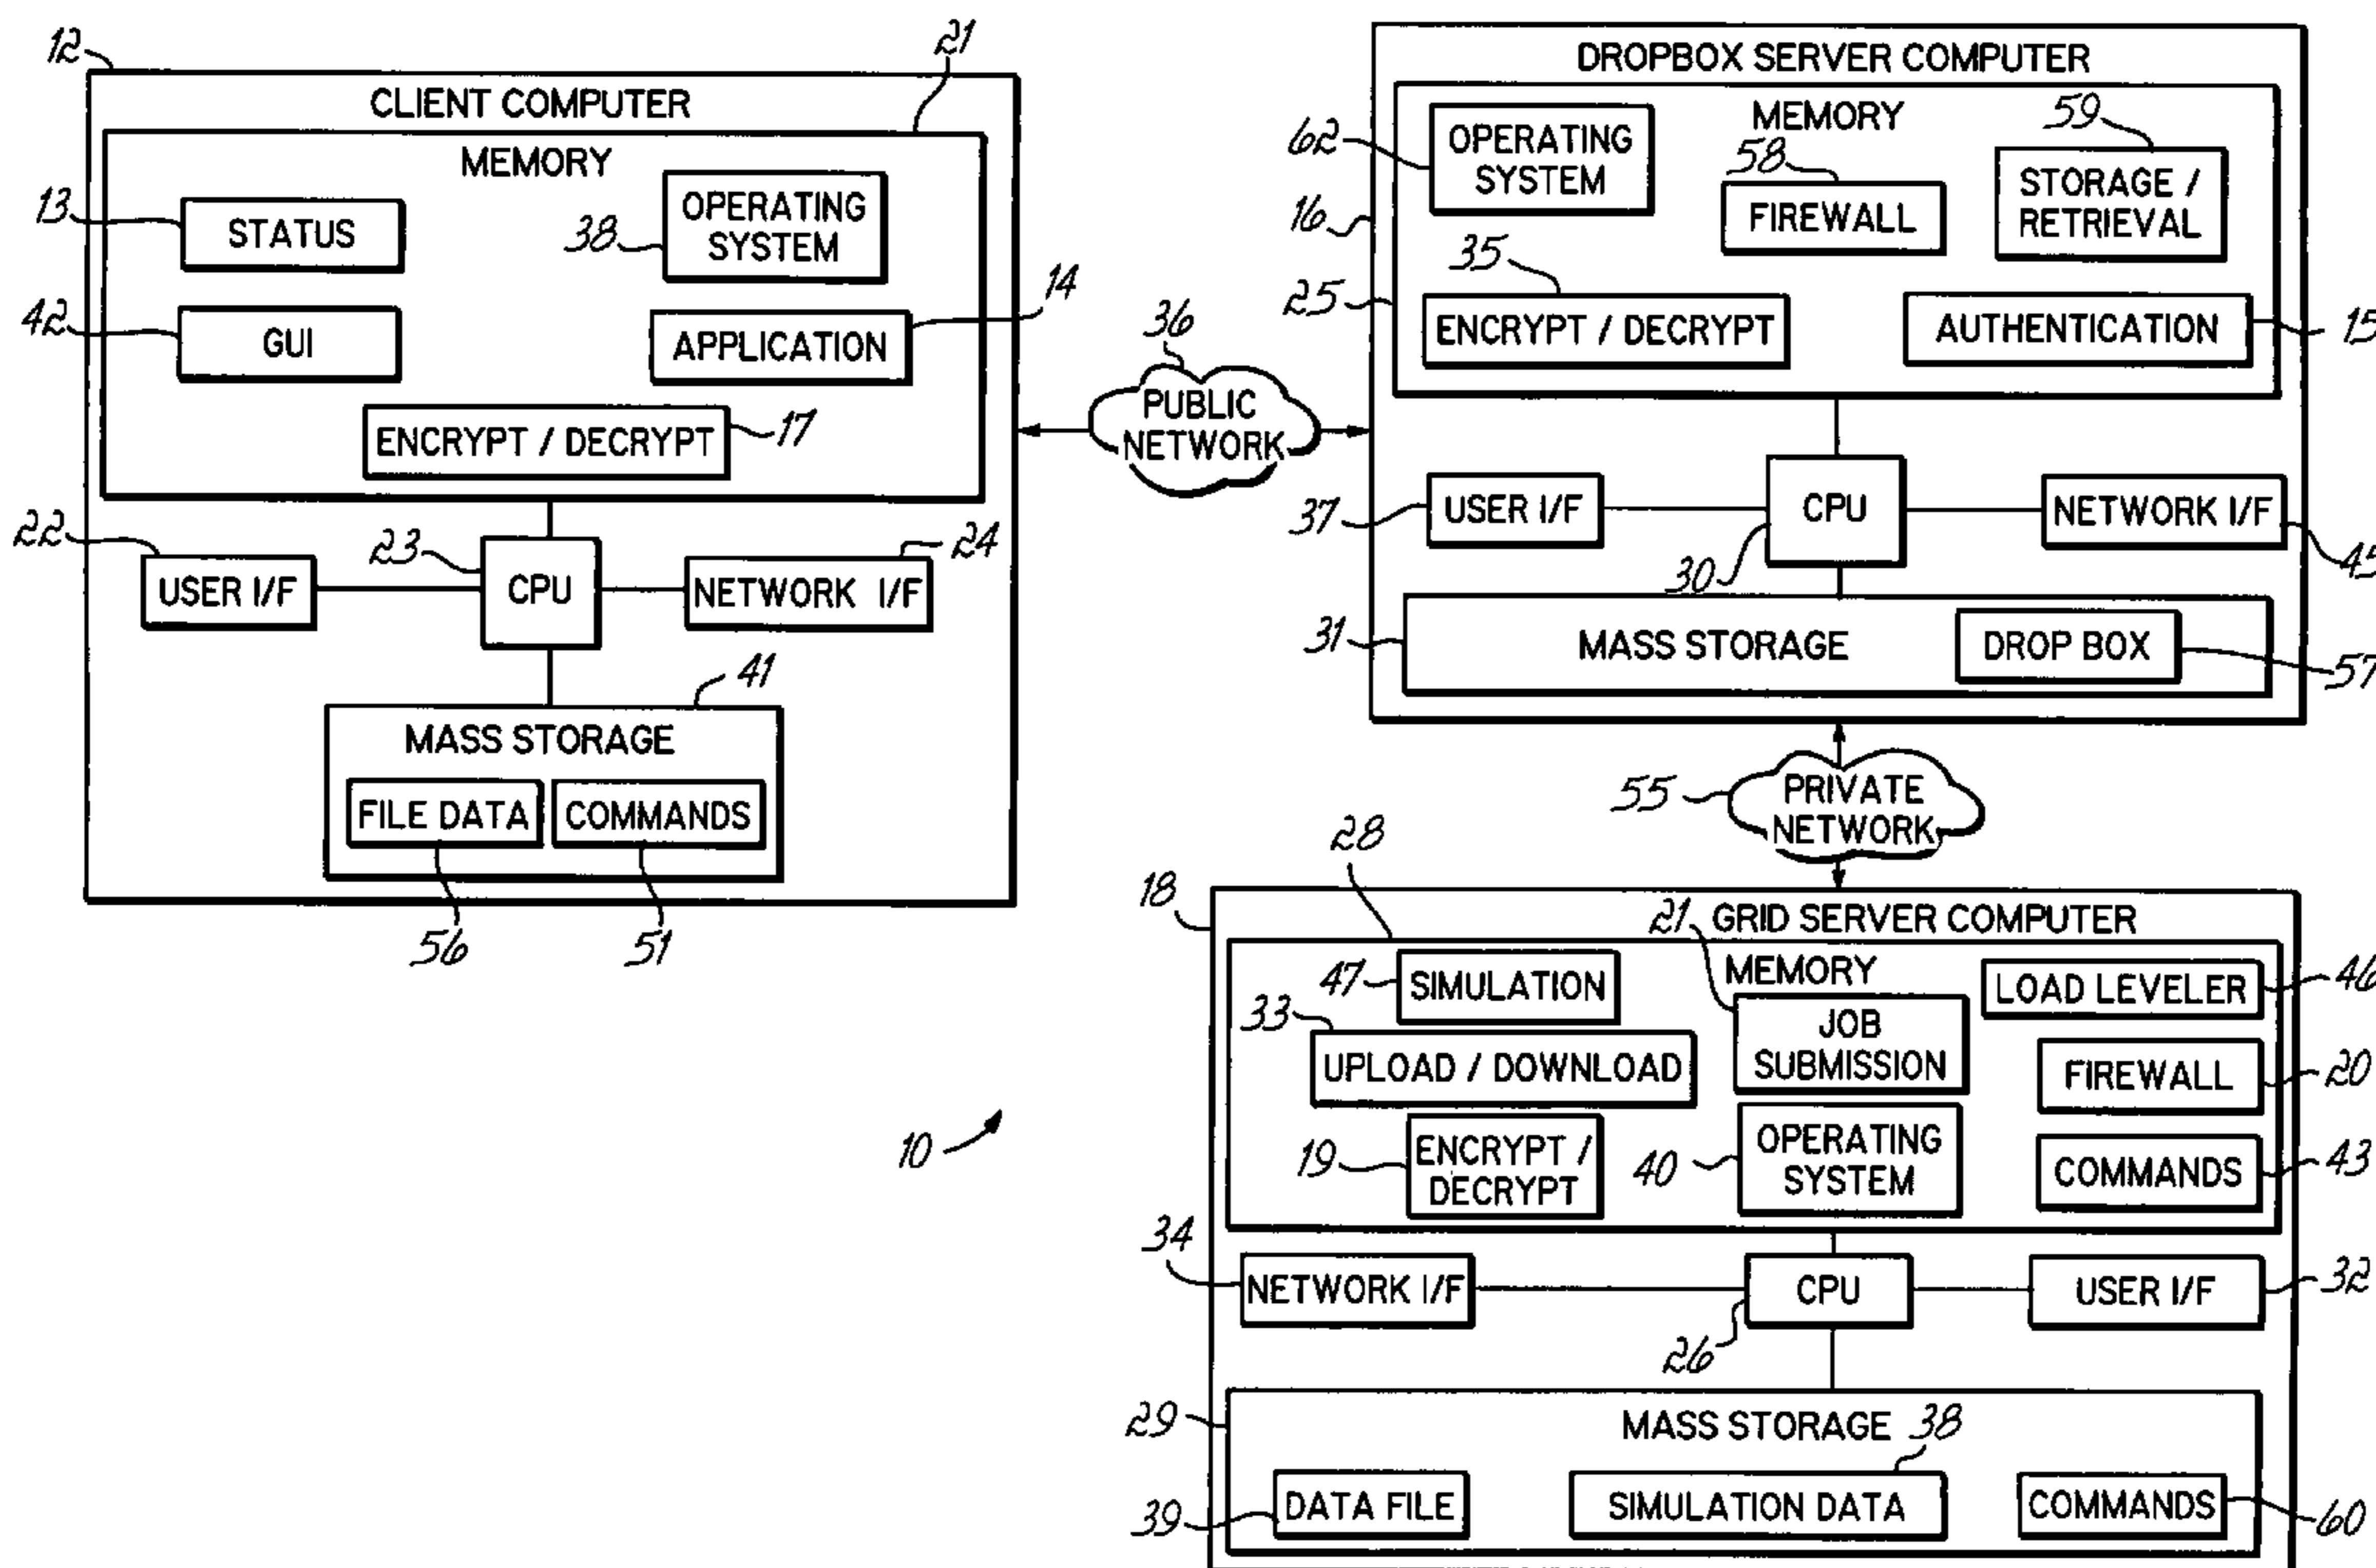 12
21
CLIENT COMPUTER
MEMORY
13
STATUS
38
OPERATING
SYSTEM
42
GUI
14
APPLICATION
ENCRYPT / DECRYPT
17
22
USER I/F
23
CPU
24
NETWORK I/F
41
MASS STORAGE
FILE DATA
COMMANDS
56
51
36
PUBLIC
NETWORK
DROPBOX SERVER COMPUTER
MEMORY
62
OPERATING
SYSTEM
58
FIREWALL
59
STORAGE /
RETRIEVAL
16
25
35
ENCRYPT / DECRYPT
AUTHENTICATION
15
37
USER I/F
CPU
30
NETWORK I/F
45
31
MASS STORAGE
DROP BOX
57
55
PRIVATE
NETWORK
28
18
GRID SERVER COMPUTER
21
MEMORY
47
SIMULATION
LOAD LEVELER
46
33
UPLOAD / DOWNLOAD
JOB
SUBMISSION
FIREWALL
20
10
19
ENCRYPT /
DECRYPT
40
OPERATING
SYSTEM
COMMANDS
43
34
NETWORK I/F
CPU
26
USER I/F
32
29
MASS STORAGE
38
39
DATA FILE
SIMULATION DATA
COMMANDS
60